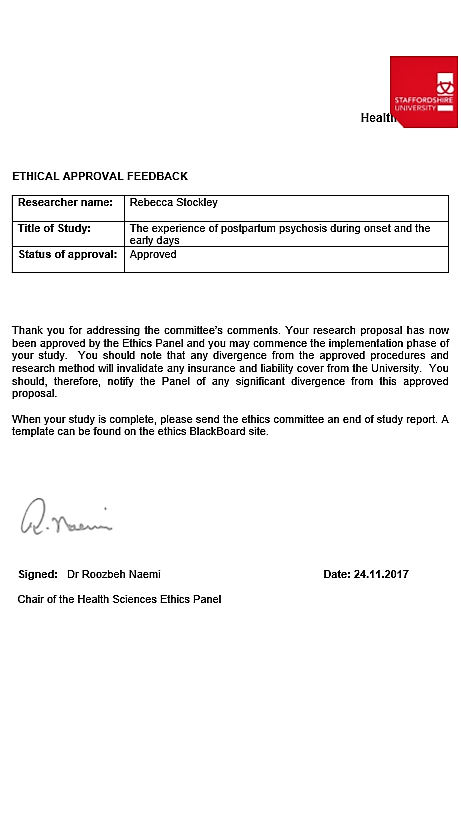 STAFFORDSHIRE
UNIVERSITY
Health
ETHICAL APPROVAL FEEDBACK
Researcher name: Rebecca Stockley
Title of Study: The experience of postpartum psychosis during onset and the
early days
Status of approval: Approved
Thank you for addressing the committee's comments. Your research proposal has now
been approved by the Ethics Panel and you may commence the implementation phase of
your study. You should note that any divergence from the approved procedures and
research method will invalidate any insurance and liability cover from the University. You
should, therefore, notify the Panel of any significant divergence from this approved
proposal.
When your study is complete, please send the ethics committee an end of study report. A
template can be found on the ethics BlackBoard site.
R. Naemi
Signed: Dr Roozbeh Naemi Date: 24.11.2017
Chair of the Health Sciences Ethics Panel